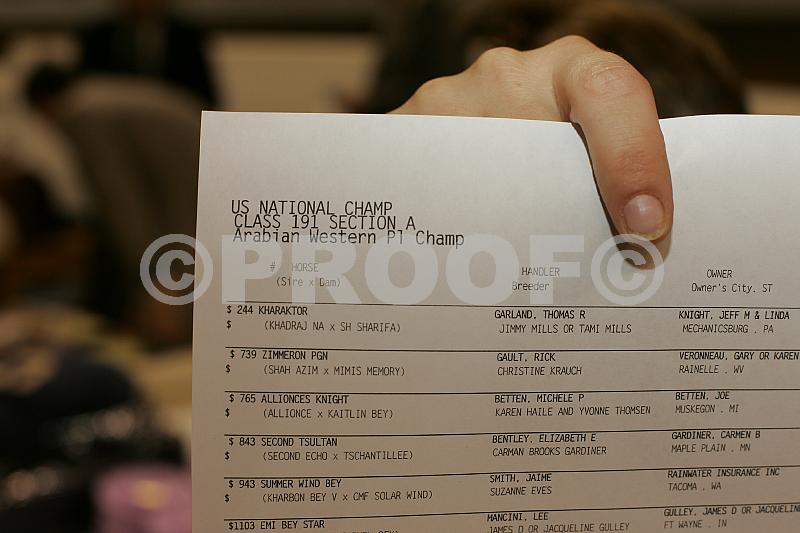 US NATIONAL CHAMP
CLASS 191 SECTION A
Arabian Western Pl Champ
©PROOF©
# HORSE HANDLER OWNER
(Sire x Dam) Breeder Owner's City, ST
$ 244 KHARAKTOR GARLAND, THOMAS R KNIGHT, JEFF M & LINDA
$ (KHADRAJ NA x SH SHARIFA) JIMMY MILLS OR TAMI MILLS MECHANICSBURG , PA
$ 739 ZIMMERON PGN GAULT, RICK VERONNEAU, GARY OR KAREN
$ (SHAH AZIM x MIMIS MEMORY) CHRISTINE KRAUCH RAINELLE , WV
$ 765 ALLIONCES KNIGHT BETTEN, MICHELE P BETTEN, JOE
$ (ALLIONCE x KAITLIN BEY) KAREN HAILE AND YVONNE THOMSEN MUSKEGON , MI
$ 843 SECOND TSULTAN BENTLEY, ELIZABETH E GARDINER, CARMEN B
$ (SECOND ECHO x TSCHANTILLEE) CARMAN BROOKS GARDINER MAPLE PLAIN , MN
$ 943 SUMMER WIND BEY SMITH, JAIME RAINWATER INSURANCE INC
$ (KHARBON BEY V x CMF SOLAR WIND) SUZANNE EVES TACOMA , WA
$1103 EMI BEY STAR MANCINI, LEE GULLEY, JAMES D OR JACQUELINE
JAMES D OR JACQUELINE GULLEY FT WAYNE , IN